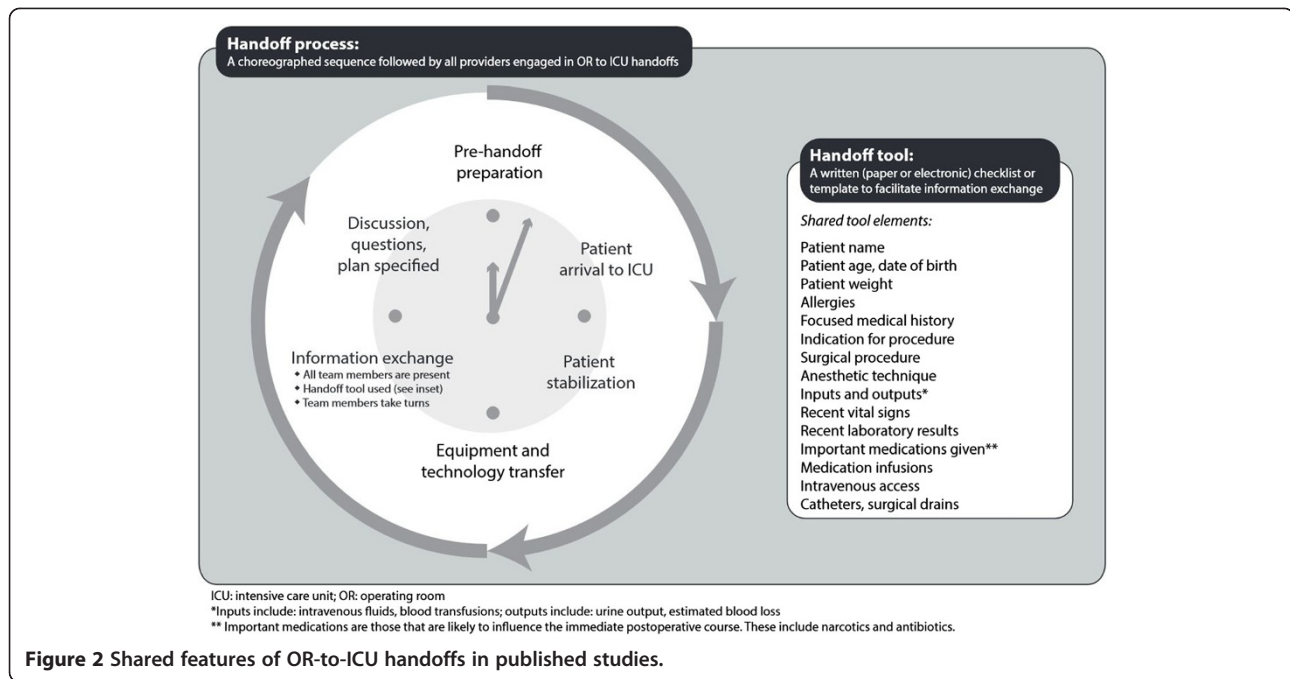 Handoff process:
A choreographed sequence followed by all providers engaged in OR to ICU handoffs
Pre-handoff
preparation
Patient
arrival to ICU
Patient
stabilization
Equipment and
technology transfer
Information exchange
◆ All team members are present
◆ Handoff tool used (see inset)
◆ Team members take turns
Discussion,
questions,
plan specified
Handoff tool:
A written (paper or electronic) checklist or
template to facilitate information exchange
Shared tool elements:
Patient name
Patient age, date of birth
Patient weight
Allergies
Focused medical history
Indication for procedure
Surgical procedure
Anesthetic technique
Inputs and outputs*
Recent vital signs
Recent laboratory results
Important medications given**
Medication infusions
Intravenous access
Catheters, surgical drains
ICU: intensive care unit; OR: operating room
*Inputs include: intravenous fluids, blood transfusions; outputs include: urine output, estimated blood loss
** Important medications are those that are likely to influence the immediate postoperative course. These include narcotics and antibiotics.
Figure 2 Shared features of OR-to-ICU handoffs in published studies.